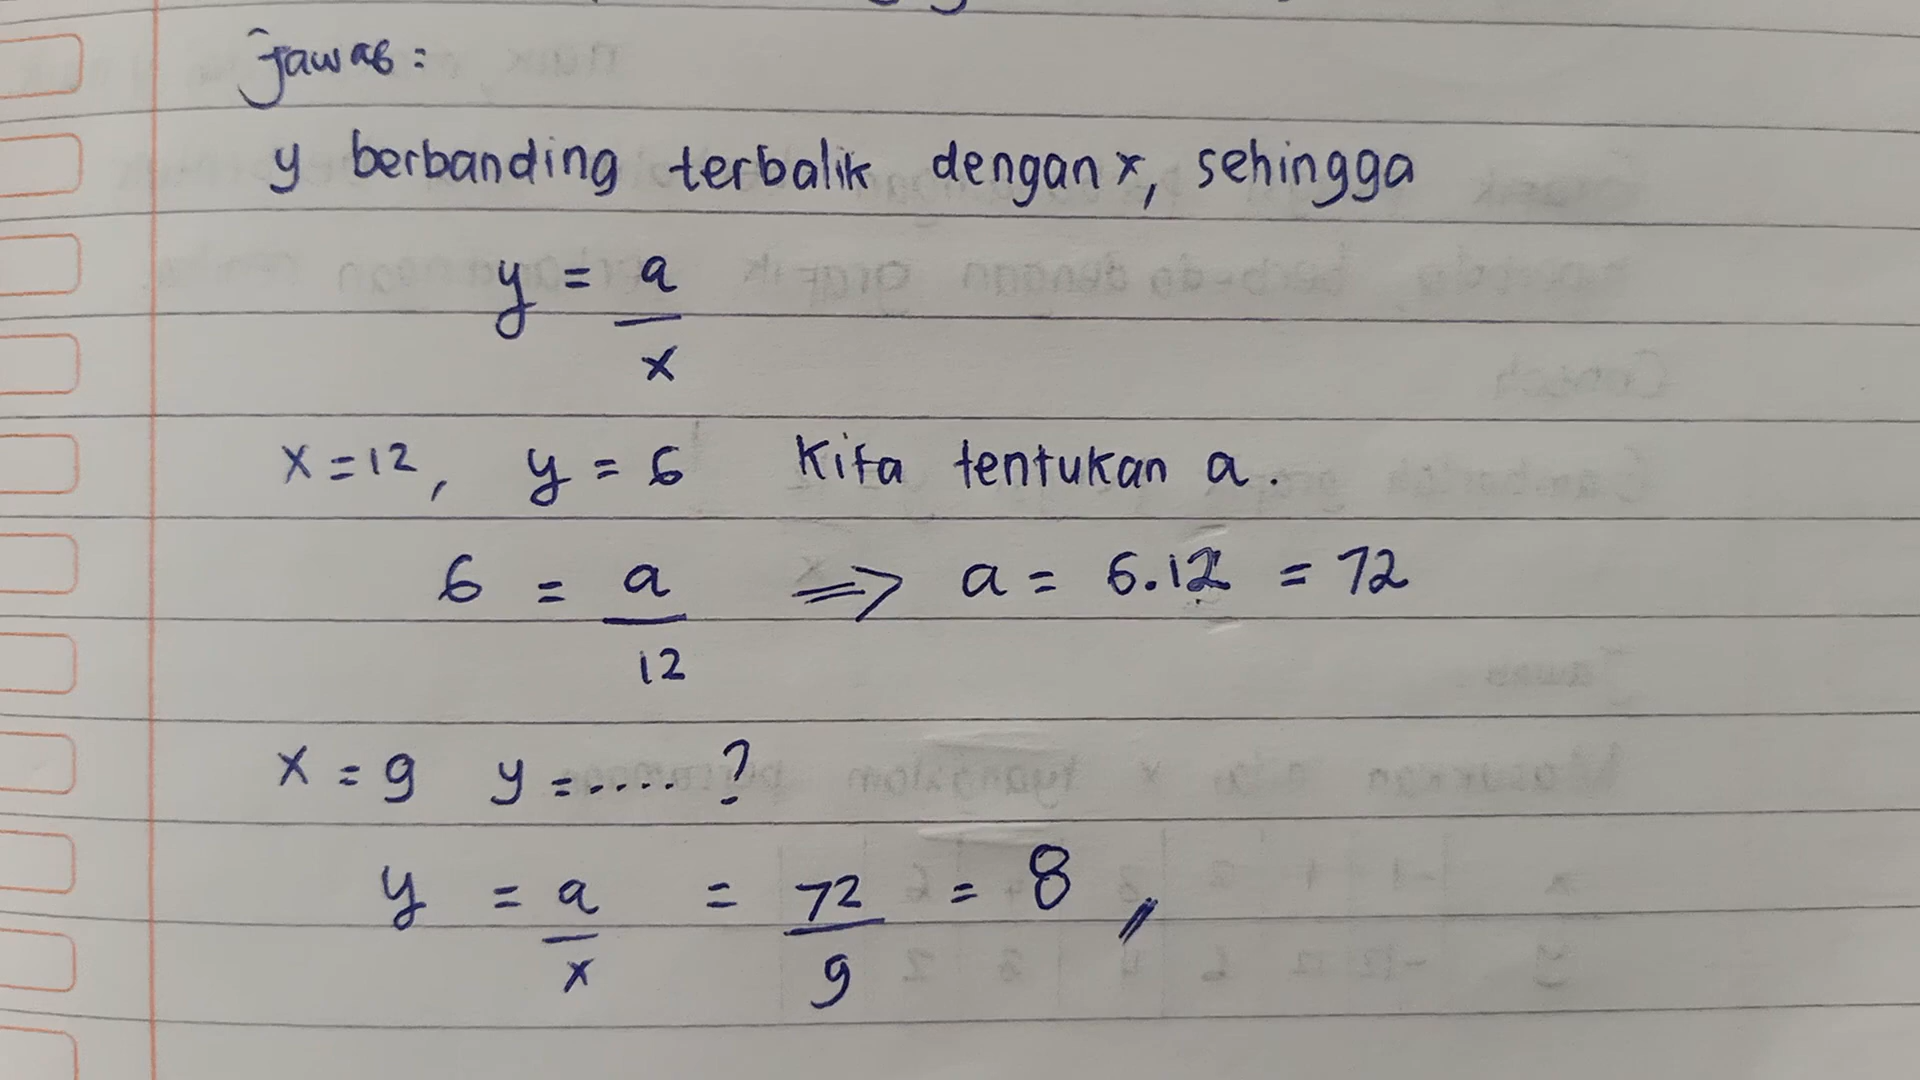 Jawab:
y berbanding terbalik dengan x, sehingga
y = a/x
x = 12, y = 6 Kita tentukan a.
6 = a/12 ⇒ a = 6.12 = 72
x = 9 y = .... ?
y = a/x = 72/9 = 8 //